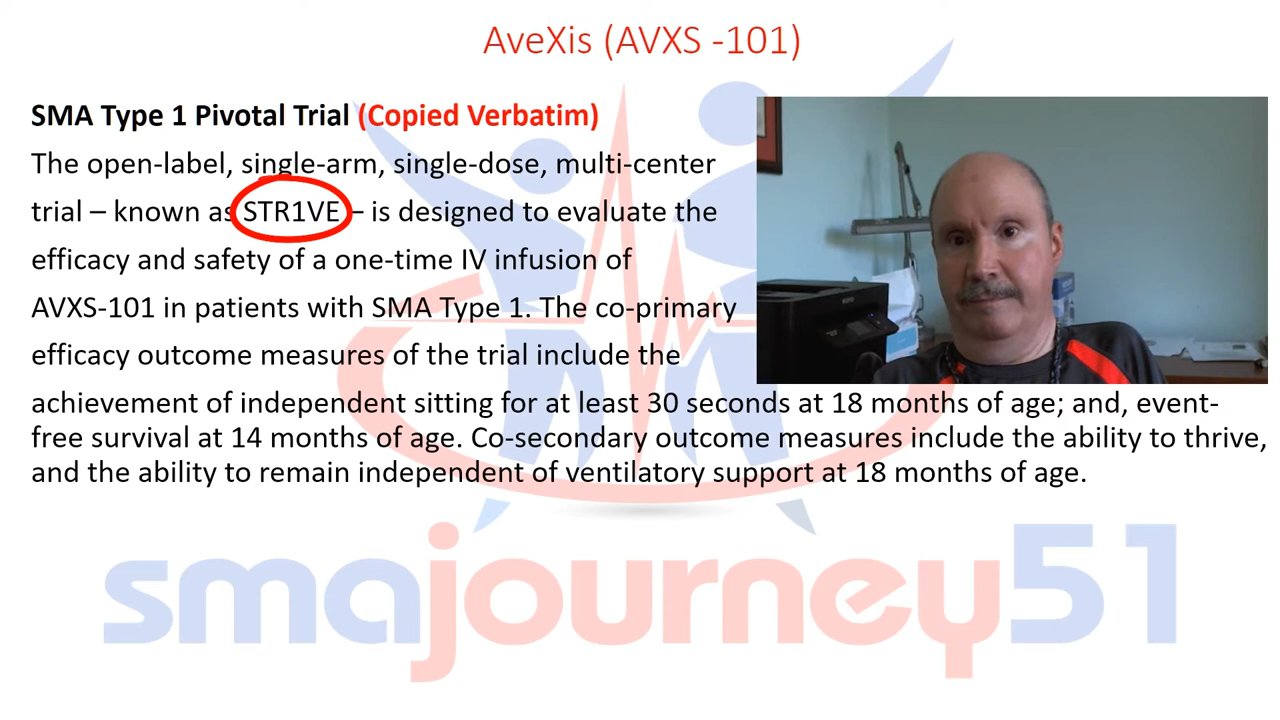 AveXis (AVXS -101)
SMA Type 1 Pivotal Trial (Copied Verbatim)
The open-label, single-arm, single-dose, multi-center
trial – known as STR1VE – is designed to evaluate the
efficacy and safety of a one-time IV infusion of
AVXS-101 in patients with SMA Type 1. The co-primary
efficacy outcome measures of the trial include the
achievement of independent sitting for at least 30 seconds at 18 months of age; and, event-
free survival at 14 months of age. Co-secondary outcome measures include the ability to thrive,
and the ability to remain independent of ventilatory support at 18 months of age.
smajourney51